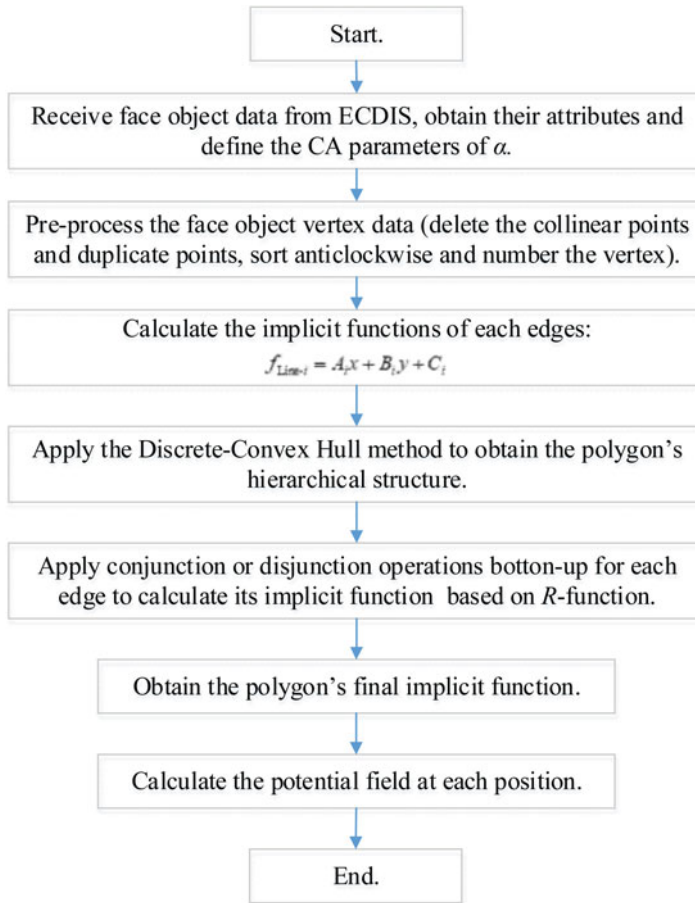 Start.
Receive face object data from ECDIS, obtain their attributes and
define the CA parameters of α.
Pre-process the face object vertex data (delete the collinear points
and duplicate points, sort anticlockwise and number the vertex).
Calculate the implicit functions of each edges:
f_Line-i = A_i x + B_i y + C_i
Apply the Discrete-Convex Hull method to obtain the polygon’s
hierarchical structure.
Apply conjunction or disjunction operations botton-up for each
edge to calculate its implicit function based on R-function.
Obtain the polygon’s final implicit function.
Calculate the potential field at each position.
End.